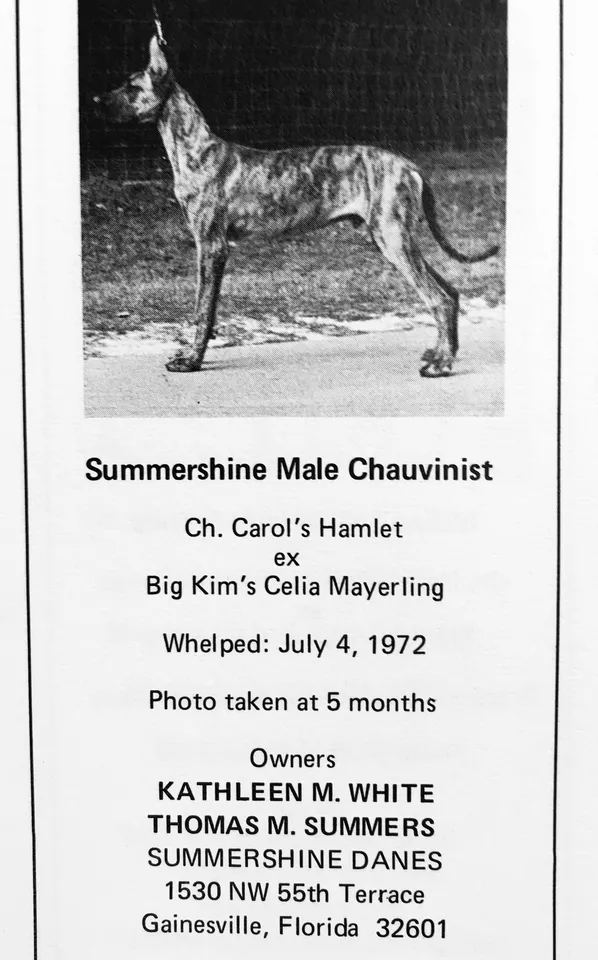 Summershine Male Chauvinist
Ch. Carol's Hamlet
ex
Big Kim's Celia Mayerling
Whelped: July 4, 1972
Photo taken at 5 months
Owners
KATHLEEN M. WHITE
THOMAS M. SUMMERS
SUMMERSHINE DANES
1530 NW 55th Terrace
Gainesville, Florida 32601